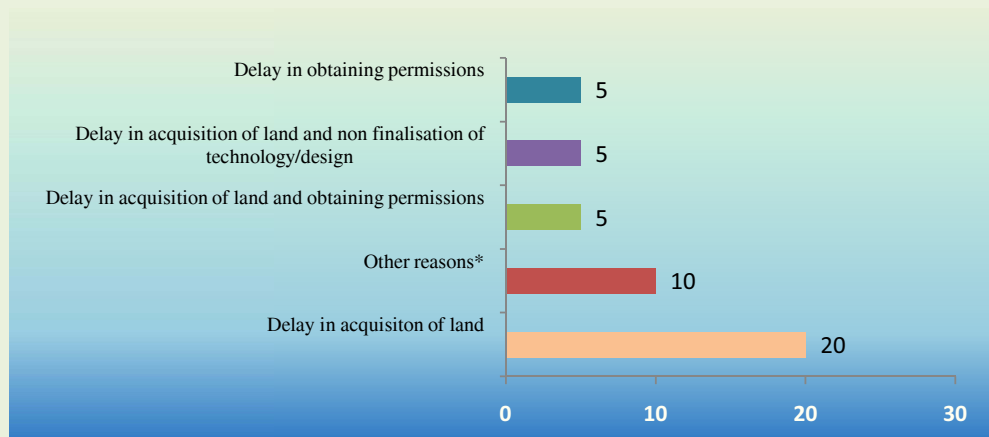 Delay in obtaining permissions
5
Delay in acquisition of land and non finalisation of
technology/design
5
Delay in acquisition of land and obtaining permissions
5
Other reasons*
10
Delay in acquisiton of land
20
0 10 20 30